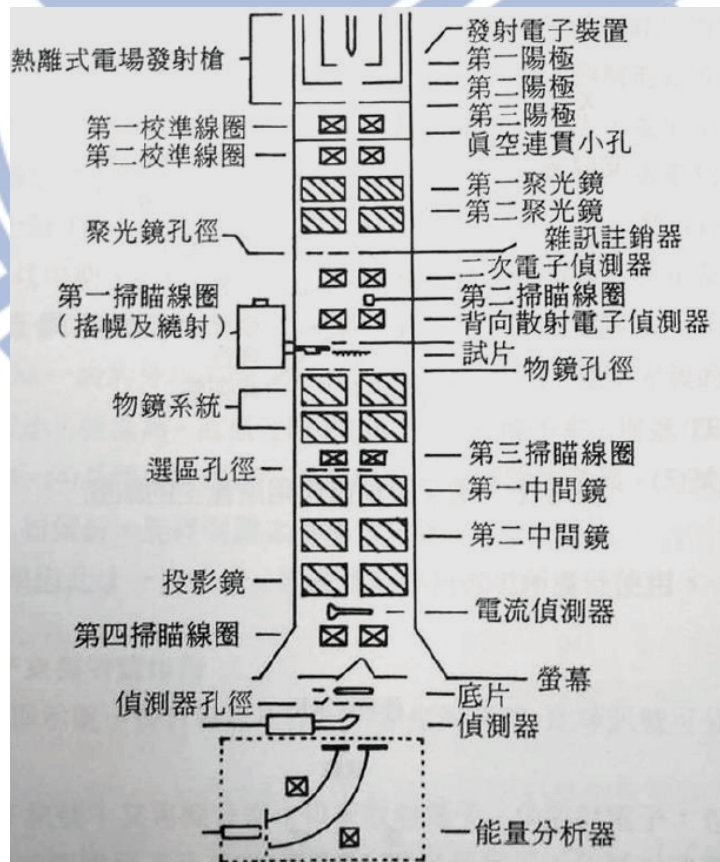 發射電子裝置
熱離式電場發射槍
第一陽極
第二陽極
第三陽極
第一校準線圈
眞空連貫小孔
第二校準線圈
第一聚光鏡
第二聚光鏡
聚光鏡孔徑
雜訊註銷器
二次電子偵測器
第一掃瞄線圈
(搖幌及繞射)
第二掃瞄線圈
背向散射電子偵測器
試片
物鏡孔徑
物鏡系統
第三掃瞄線圈
選區孔徑
第一中間鏡
第二中間鏡
投影鏡
電流偵測器
第四掃瞄線圈
螢幕
偵測器孔徑
底片
偵測器
能量分析器